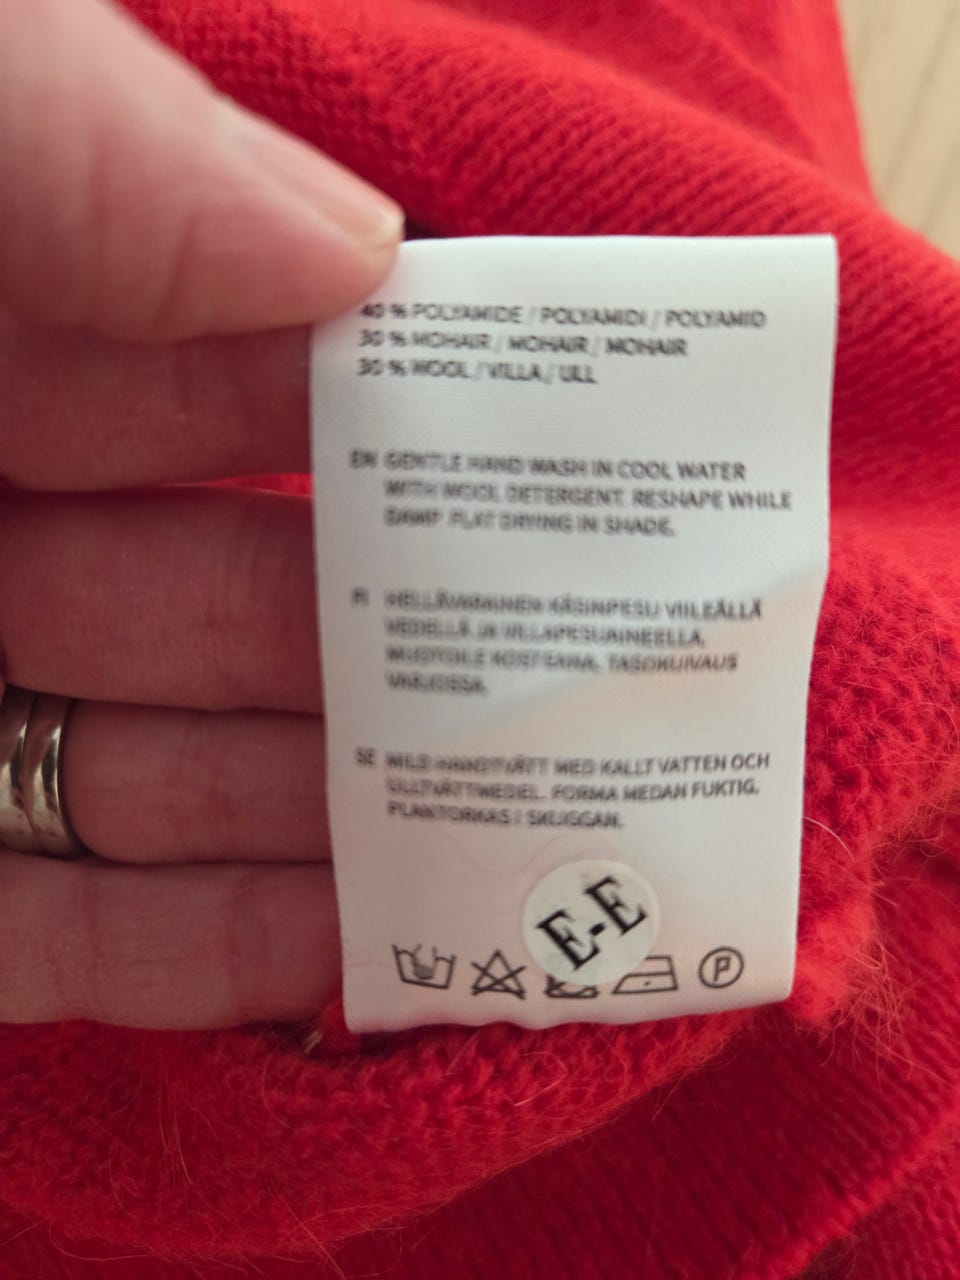 40 % POLYAMIDE / POLYAMIDI / POLYAMID
30 % MOHAIR / MOHAIR / MOHAIR
30 % WOOL / VILLA / ULL
EN GENTLE HAND WASH IN COOL WATER
WITH WOOL DETERGENT. RESHAPE WHILE
DAMP. FLAT DRYING IN SHADE.
FI HELLÄVARAINEN KÄSINPESU VIILEÄLLÄ
VEDELLÄ JA VILLAPESUAINEELLA.
MUOTOILE KOSTEANA. TASOKUIVAUS
VARJOSSA.
SE MILD HANDTVÄTT MED KALLT VATTEN OCH
ULLTVÄTTMEDEL. FORMA MEDAN FUKTIG.
PLANTORKAS I SKUGGAN.
E-E
P